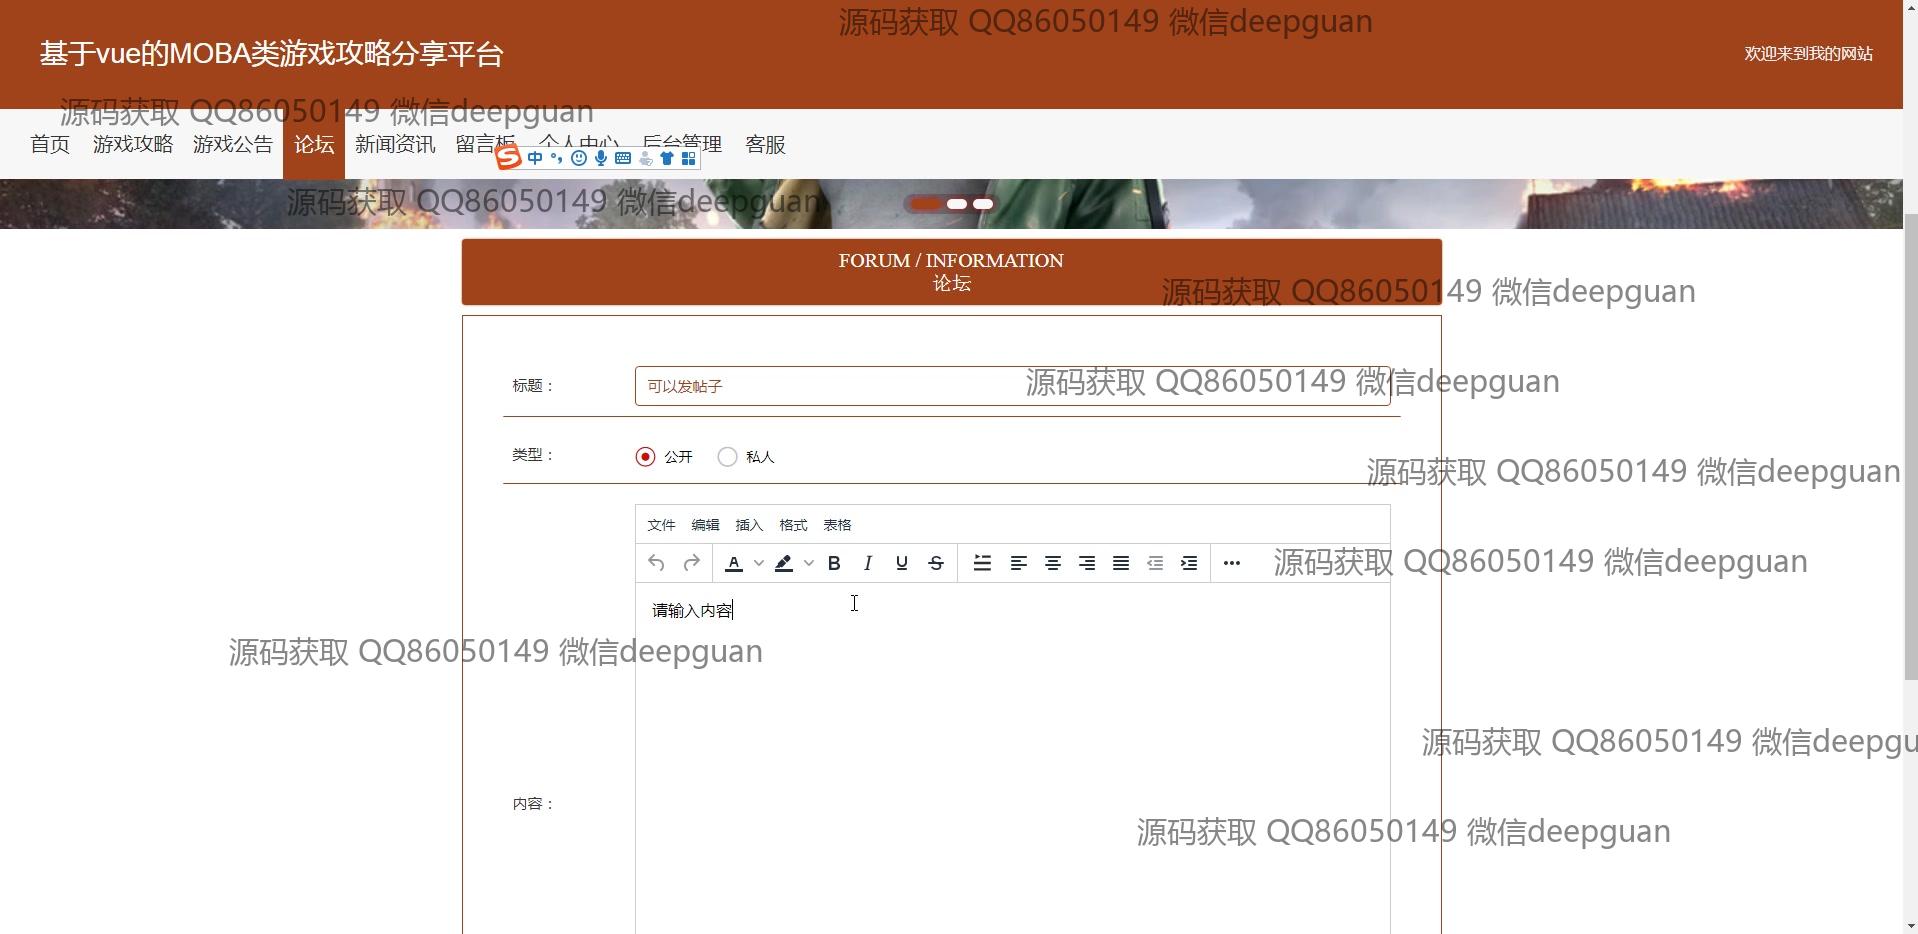 源码获取 QQ86050149 微信deepguan
基于vue的MOBA类游戏攻略分享平台
欢迎来到我的网站
源码获取 QQ86050149 微信deepguan
首页 游戏攻略 游戏公告 论坛 新闻资讯 留言板 个人中心 后台管理 客服
中
源码获取 QQ86050149 微信deepguan
FORUM / INFORMATION
论坛
源码获取 QQ86050149 微信deepguan
标题：
可以发帖子
源码获取 QQ86050149 微信deepguan
类型：
公开 私人
源码获取 QQ86050149 微信deepguan
文件 编辑 插入 格式 表格
源码获取 QQ86050149 微信deepguan
请输入内容
源码获取 QQ86050149 微信deepguan
源码获取 QQ86050149 微信deepgu
内容：
源码获取 QQ86050149 微信deepguan